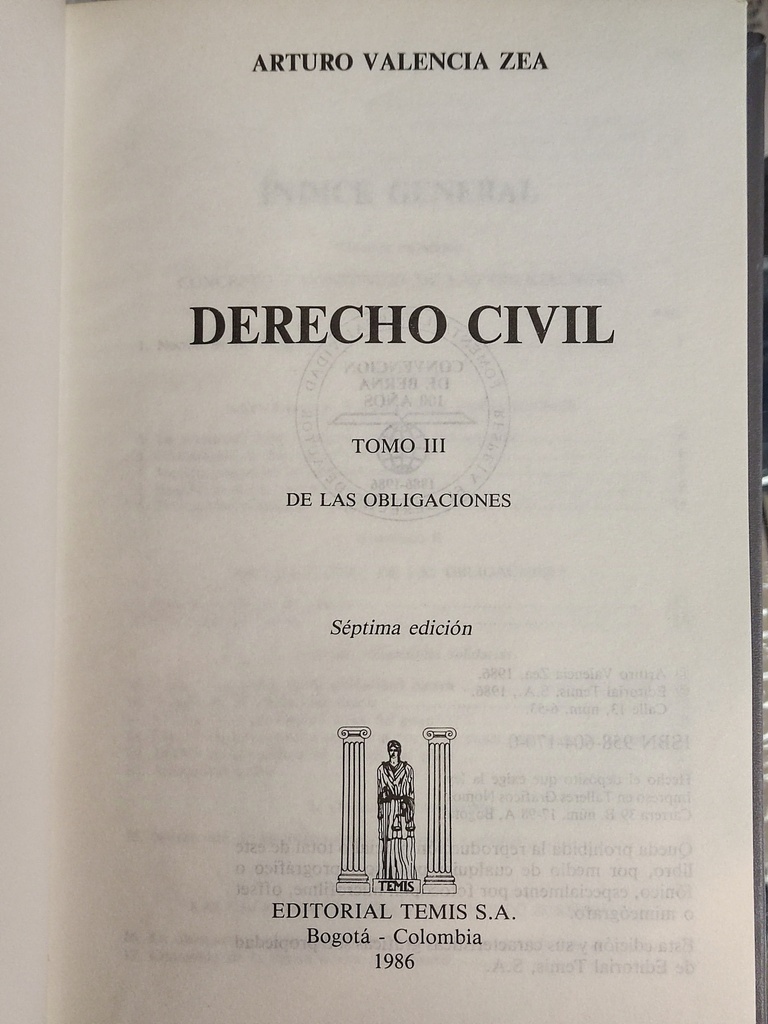 ARTURO VALENCIA ZEA
DERECHO CIVIL
TOMO III
DE LAS OBLIGACIONES
Séptima edición
TEMIS
EDITORIAL TEMIS S.A.
Bogotá - Colombia
1986